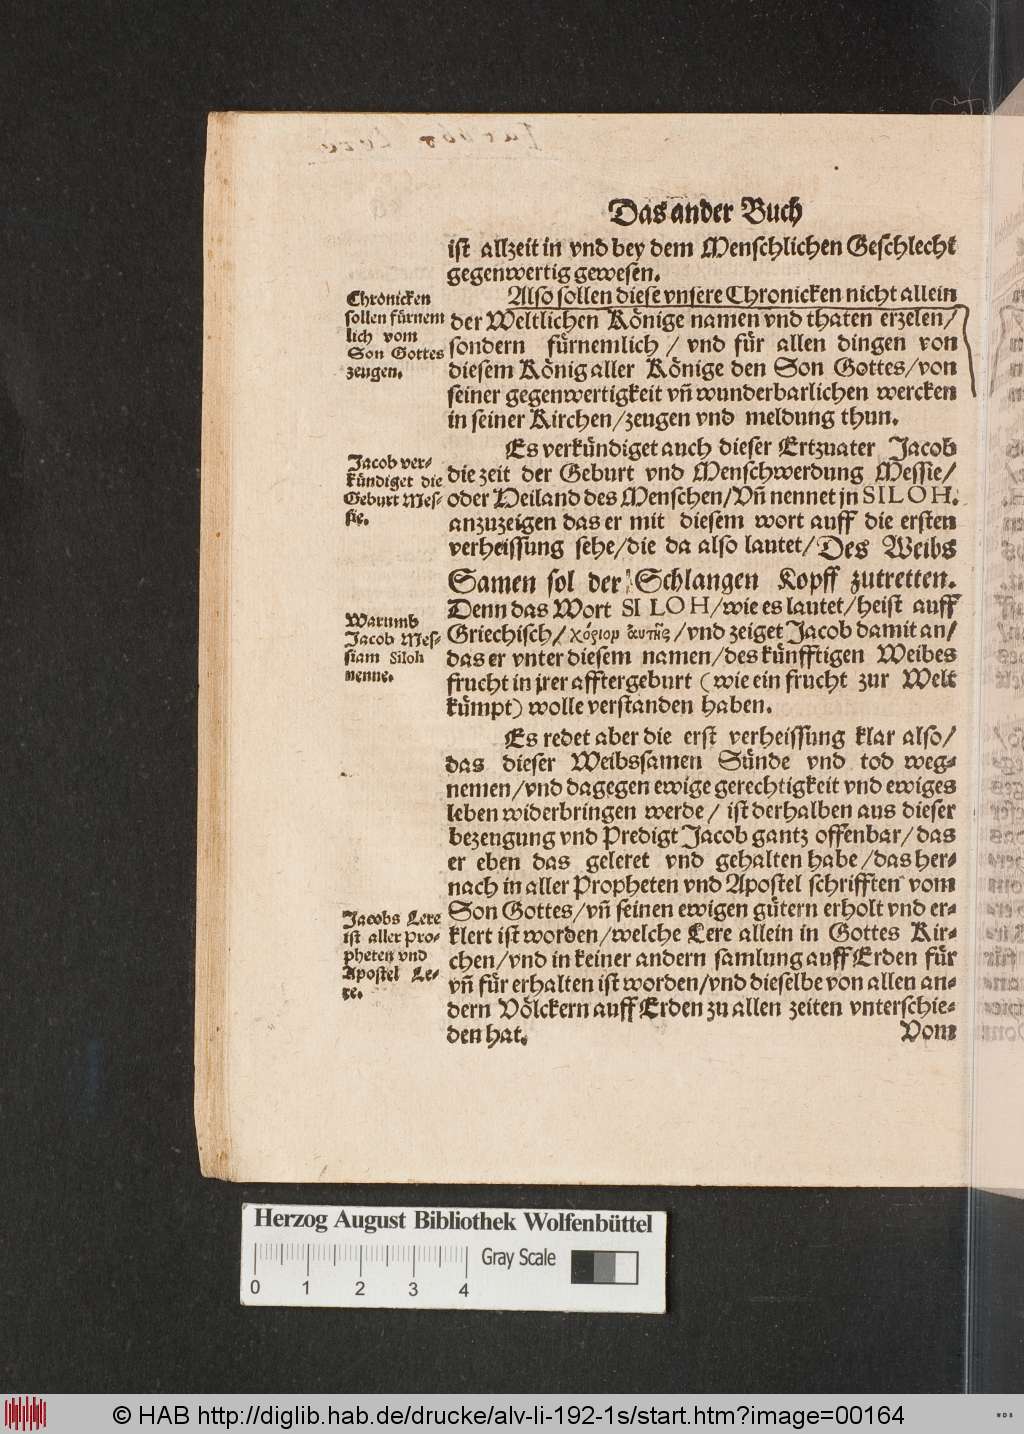 Das ander Buch
ist allzeit in vnd bey dem Menschlichen Geschlecht
gegenwertig gewesen.
Also sollen diese vnsere Chronicken nicht allein
der Weltlichen Könige namen vnd thaten erzelen/
sondern fürnemlich / vnd für allen dingen von
diesem König aller Könige den Son Gottes/von
seiner gegenwertigkeit vñ wunderbarlichen wercken
in seiner Kirchen/zeugen vnd meldung thun.
Chronicken
sollen fürnem
lich vom
Son Gottes
zeugen.
Es verkündiget auch dieser Ertzuater Jacob
die zeit der Geburt vnd Menschwerdung Messie/
oder Heiland des Menschen/Vñ nennet jn SILOH.
anzuzeigen das er mit diesem wort auff die ersten
verheissung sehe/die da also lautet/Des Weibs
Samen sol der Schlangen Kopff zutretten.
Denn das Wort SILOH/wie es lautet/heist auff
Griechisch/χόριον ἀυτῆς/vnd zeiget Jacob damit an/
das er vnter diesem namen/des künfftigen Weibes
frucht in jrer afftergeburt (wie ein frucht zur Welt
kümpt) wolle verstanden haben.
Jacob ver-
kündiget die
Geburt Mes-
sie.
Warumb
Jacob Mes-
siam Siloh
nenne.
Es redet aber die erst verheissung klar also/
das dieser Weibssamen Sünde vnd tod weg-
nemen/vnd dagegen ewige gerechtigkeit vnd ewiges
leben widerbringen werde/ ist derhalben aus dieser
bezeugung vnd Predigt Jacob gantz offenbar/das
er eben das geleret vnd gehalten habe/das her-
nach in aller Propheten vnd Apostel schrifften vom
Son Gottes/vñ seinen ewigen gütern erholt vnd er-
klert ist worden/welche Lere allein in Gottes Kir-
chen/vnd in keiner andern samlung auff Erden für
vñ für erhalten ist worden/vnd dieselbe von allen an-
dern Völckern auff Erden zu allen zeiten vnterschie-
den hat.
Vom
Jacobs Lere
ist aller Pro-
pheten vnd
Apostel Le-
re.
Herzog August Bibliothek Wolfenbüttel
Gray Scale
0 1 2 3 4
© HAB http://diglib.hab.de/drucke/alv-li-192-1s/start.htm?image=00164